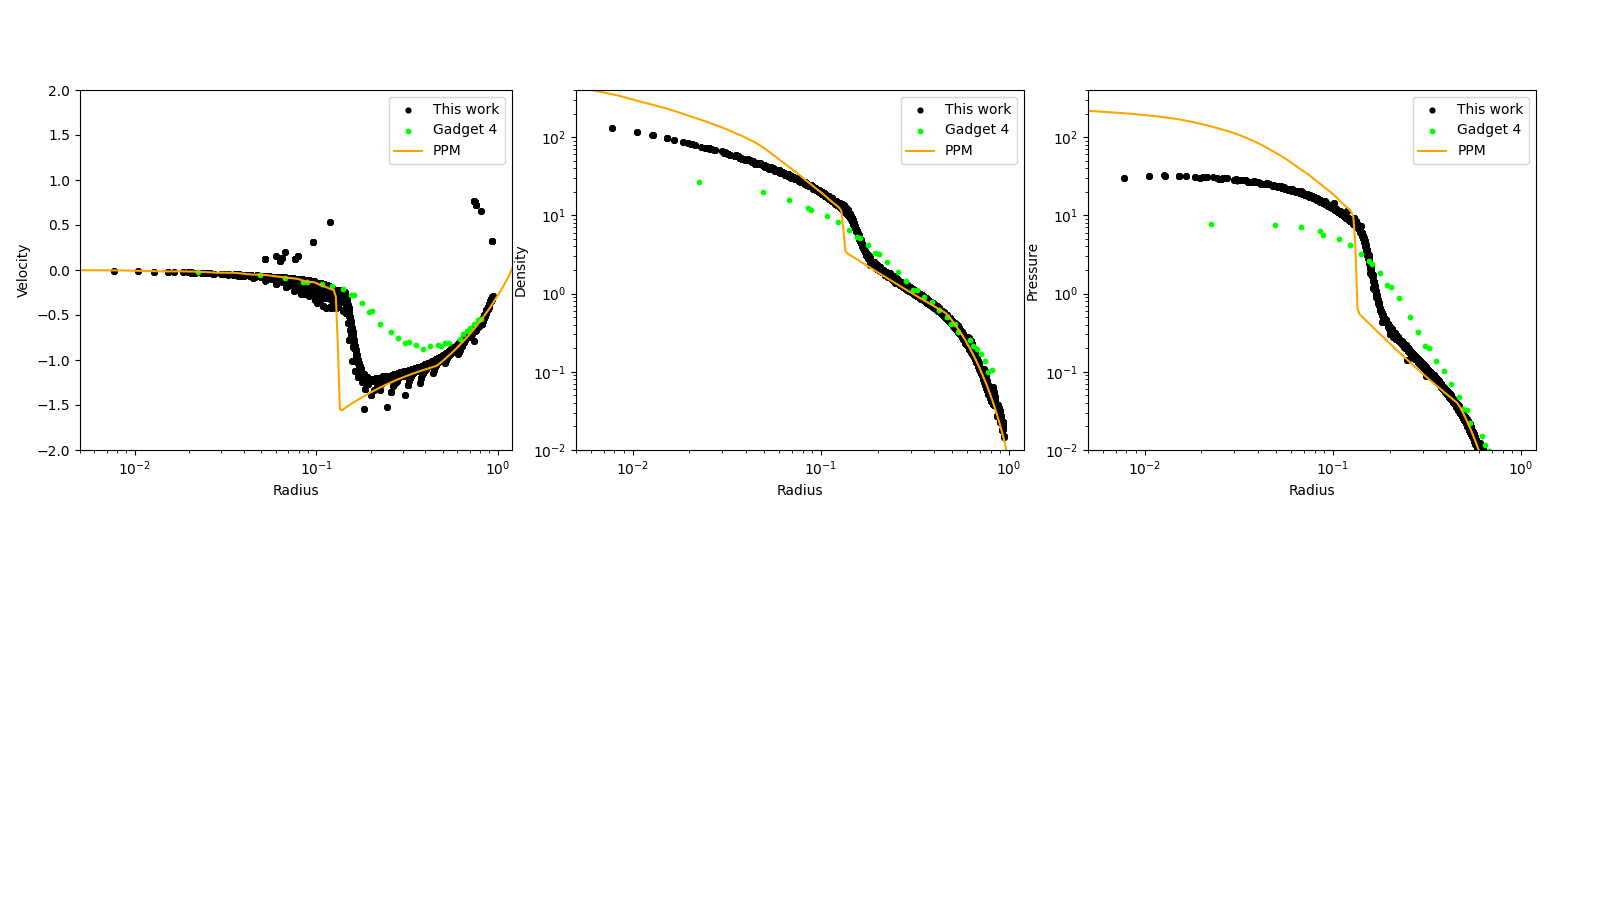 This work
Gadget 4
PPM
2.0
1.5
1.0
0.5
0.0
−0.5
−1.0
−1.5
−2.0
Velocity
10⁻²
10⁻¹
10⁰
Radius
This work
Gadget 4
PPM
10²
10¹
10⁰
10⁻¹
10⁻²
Density
10⁻²
10⁻¹
10⁰
Radius
This work
Gadget 4
PPM
10²
10¹
10⁰
10⁻¹
10⁻²
Pressure
10⁻²
10⁻¹
10⁰
Radius